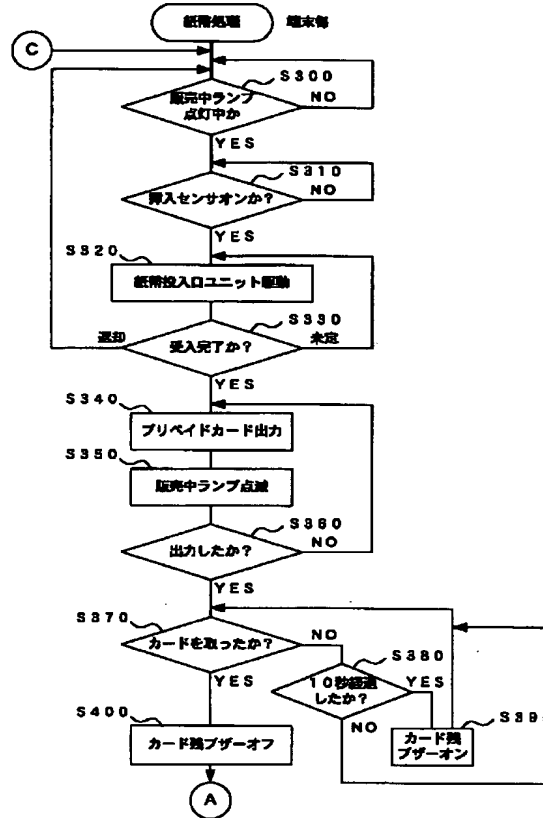 紙幣処理 端末側
C
S300
販売中ランプ
点灯中か
NO
YES
S310
挿入センサオンか?
NO
YES
S320
紙幣投入口ユニット駆動
S330
返却 受入完了か? 未定
YES
S340
プリペイドカード出力
S350
販売中ランプ点滅
S360
出力したか?
NO
YES
S370
カードを取ったか?
NO
YES
S380
10秒経過
したか?
YES
NO
S39
カード残
ブザーオン
S400
カード残ブザーオフ
A